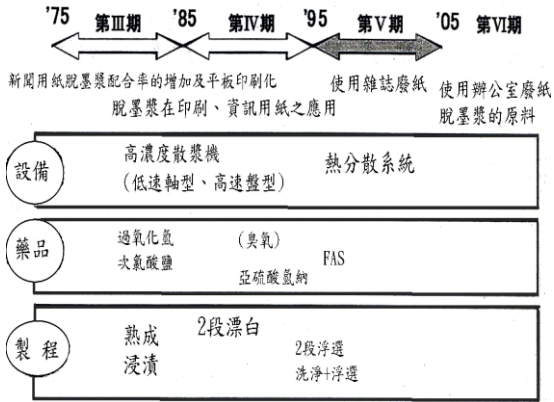 '75 第Ⅲ期 '85 第Ⅳ期 '95 第Ⅴ期 '05 第Ⅵ期
新聞用紙脫墨漿配合率的增加及平板印刷化
使用雜誌廢紙
使用辦公室廢紙
脫墨漿在印刷、資訊用紙之應用
脫墨漿的原料
設備
高濃度散漿機
(低速軸型、高速盤型)
熱分散系統
藥品
過氧化氫
次氯酸鹽
(臭氧)
亞硫酸氫納
FAS
製程
熟成
浸漬
2段漂白
2段浮選
洗淨+浮選